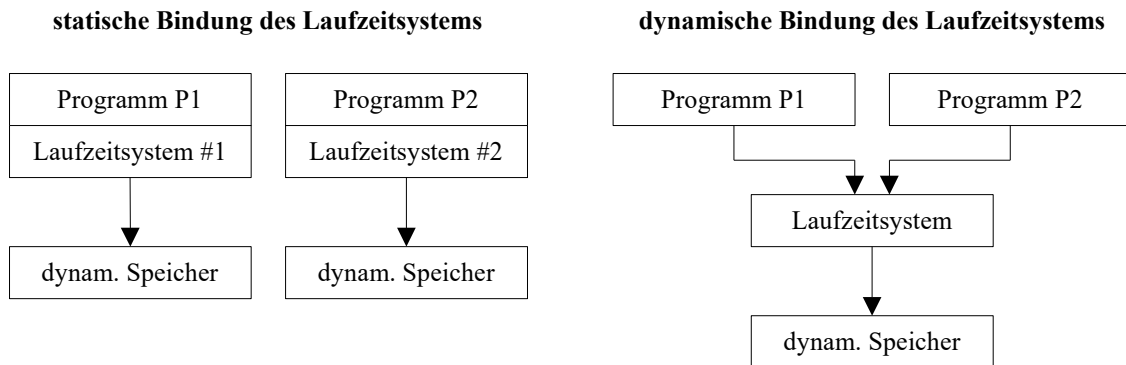 statische Bindung des Laufzeitsystems
dynamische Bindung des Laufzeitsystems
Programm P1
Laufzeitsystem #1
dynam. Speicher
Programm P2
Laufzeitsystem #2
dynam. Speicher
Programm P1
Programm P2
Laufzeitsystem
dynam. Speicher